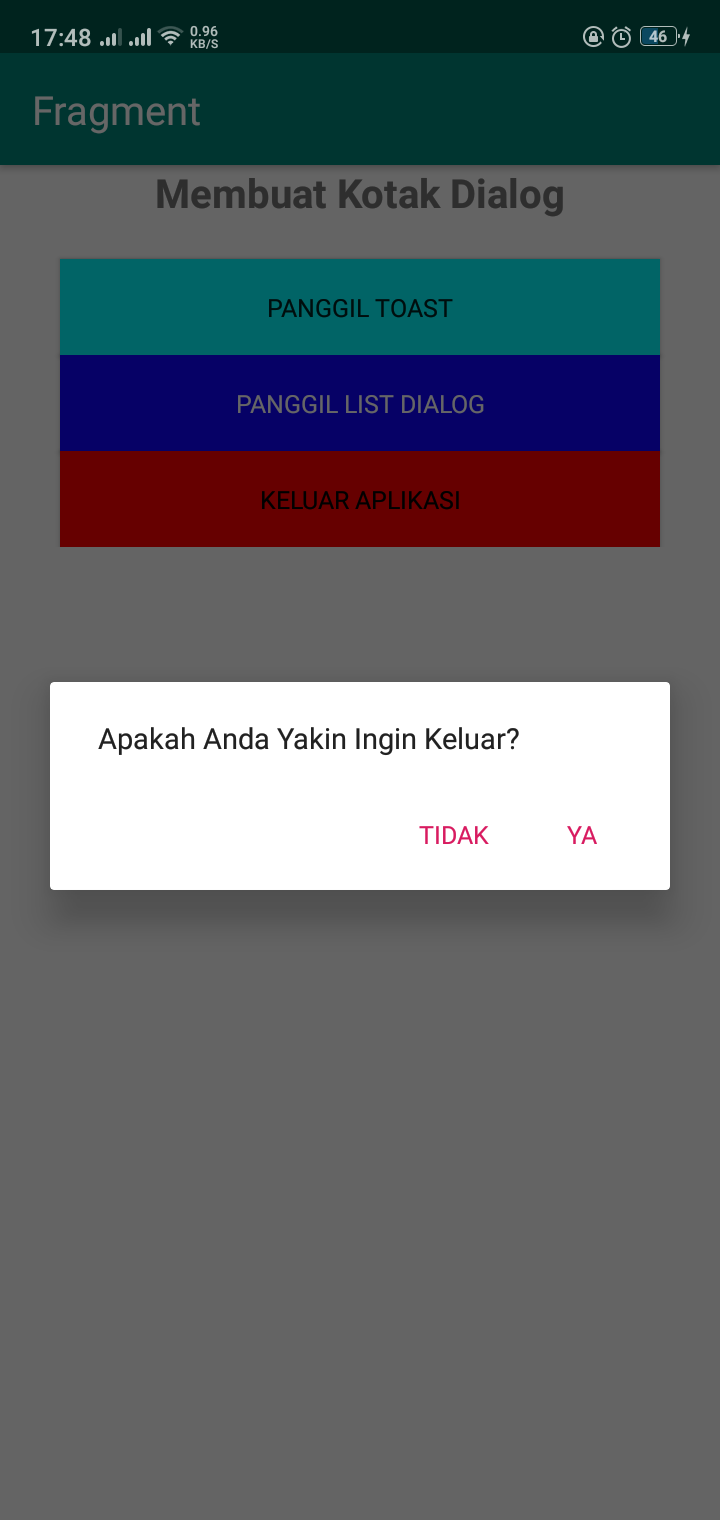 17:48 0.96 KB/S 46
Fragment
Membuat Kotak Dialog
PANGGIL TOAST
PANGGIL LIST DIALOG
KELUAR APLIKASI
Apakah Anda Yakin Ingin Keluar?
TIDAK YA